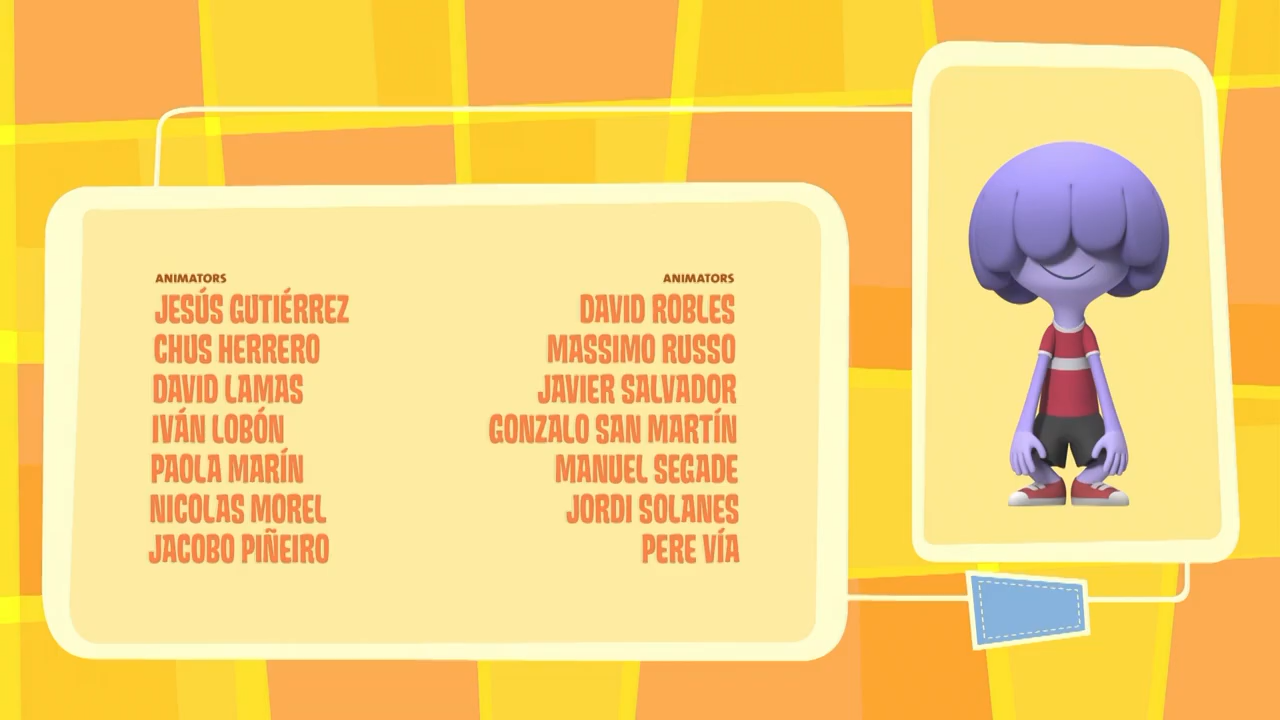 ANIMATORS
JESÚS GUTIÉRREZ
CHUS HERRERO
DAVID LAMAS
IVÁN LOBÓN
PAOLA MARÍN
NICOLAS MOREL
JACOBO PIÑEIRO
ANIMATORS
DAVID ROBLES
MASSIMO RUSSO
JAVIER SALVADOR
GONZALO SAN MARTÍN
MANUEL SEGADE
JORDI SOLANES
PERE VÍA